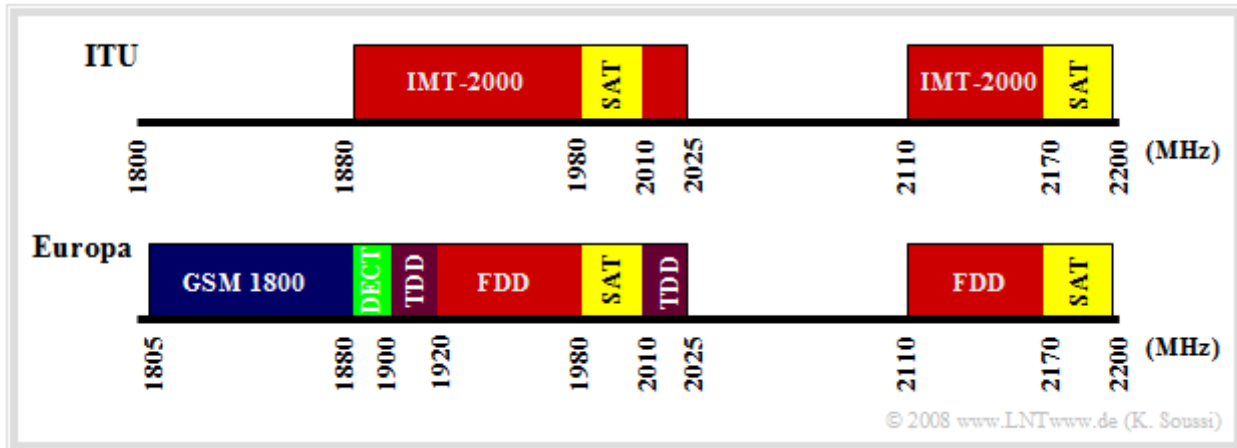 ITU
IMT-2000 SAT IMT-2000 SAT
1800 1880 1980 2010 2025 2110 2170 2200 (MHz)
Europa
GSM 1800 DECT TDD FDD SAT TDD FDD SAT
1805 1880 1900 1920 1980 2010 2025 2110 2170 2200 (MHz)
© 2008 www.LNTwww.de (K. Soussi)